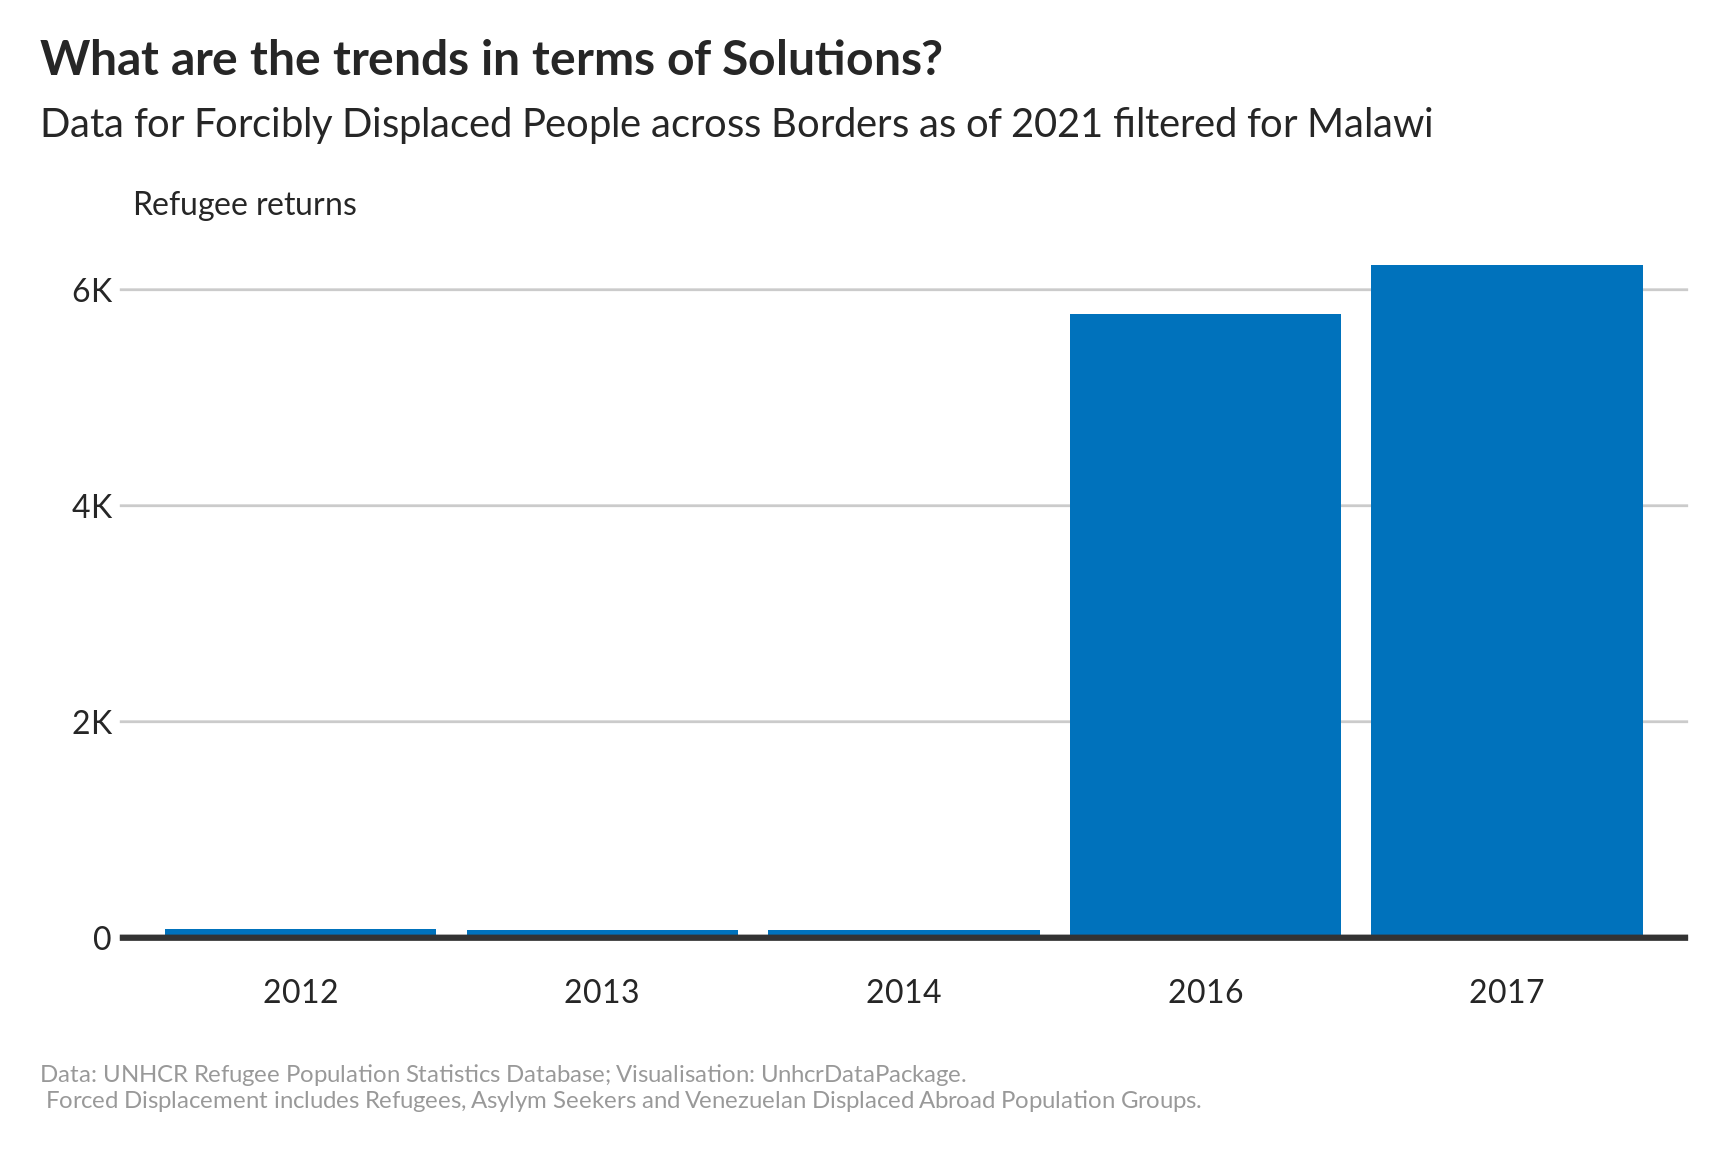 What are the trends in terms of Solutions?
Data for Forcibly Displaced People across Borders as of 2021 filtered for Malawi
Refugee returns
6K
4K
2K
0
2012 2013 2014 2016 2017
Data: UNHCR Refugee Population Statistics Database; Visualisation: UnhcrDataPackage.
Forced Displacement includes Refugees, Asylym Seekers and Venezuelan Displaced Abroad Population Groups.